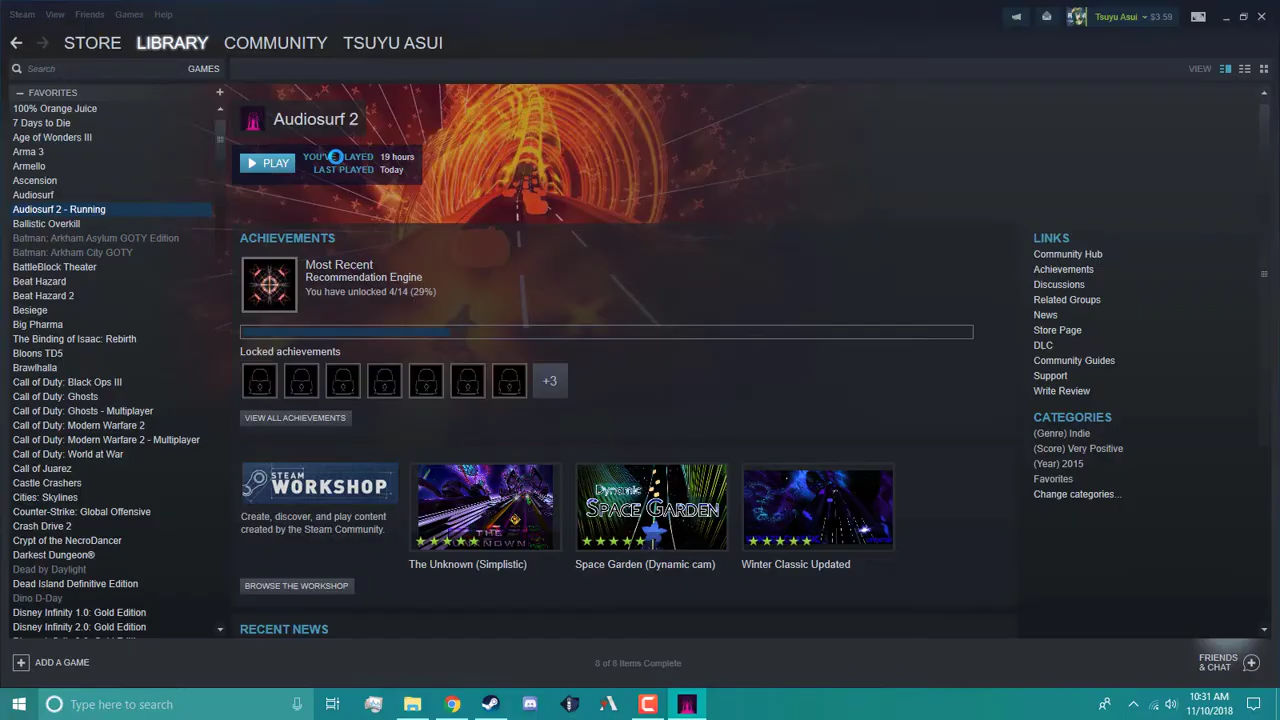 Steam View Friends Games Help
Tsuyu Asui $3.59
STORE LIBRARY COMMUNITY TSUYU ASUI
Search GAMES
VIEW
FAVORITES
100% Orange Juice
7 Days to Die
Age of Wonders III
Arma 3
Armello
Ascension
Audiosurf
Audiosurf 2 - Running
Ballistic Overkill
Batman: Arkham Asylum GOTY Edition
Batman: Arkham City GOTY
BattleBlock Theater
Beat Hazard
Beat Hazard 2
Besiege
Big Pharma
The Binding of Isaac: Rebirth
Bloons TD5
Brawlhalla
Call of Duty: Black Ops III
Call of Duty: Ghosts
Call of Duty: Ghosts - Multiplayer
Call of Duty: Modern Warfare 2
Call of Duty: Modern Warfare 2 - Multiplayer
Call of Duty: World at War
Call of Juarez
Castle Crashers
Cities: Skylines
Counter-Strike: Global Offensive
Crash Drive 2
Crypt of the NecroDancer
Darkest Dungeon®
Dead by Daylight
Dead Island Definitive Edition
Dino D-Day
Disney Infinity 1.0: Gold Edition
Disney Infinity 2.0: Gold Edition
Audiosurf 2
PLAY
19 hours
LAST PLAYED Today
ACHIEVEMENTS
Most Recent
Recommendation Engine
You have unlocked 4/14 (29%)
Locked achievements
+3
VIEW ALL ACHIEVEMENTS
STEAM
WORKSHOP
Create, discover, and play content
created by the Steam Community.
BROWSE THE WORKSHOP
THE
UNKNOWN
The Unknown (Simplistic)
Dynamic
SPACE GARDEN
Space Garden (Dynamic cam)
Winter Classic Updated
RECENT NEWS
LINKS
Community Hub
Achievements
Discussions
Related Groups
News
Store Page
DLC
Community Guides
Support
Write Review
CATEGORIES
(Genre) Indie
(Score) Very Positive
(Year) 2015
Favorites
Change categories...
ADD A GAME
8 of 8 Items Complete
FRIENDS
& CHAT
Type here to search
10:31 AM
11/10/2018